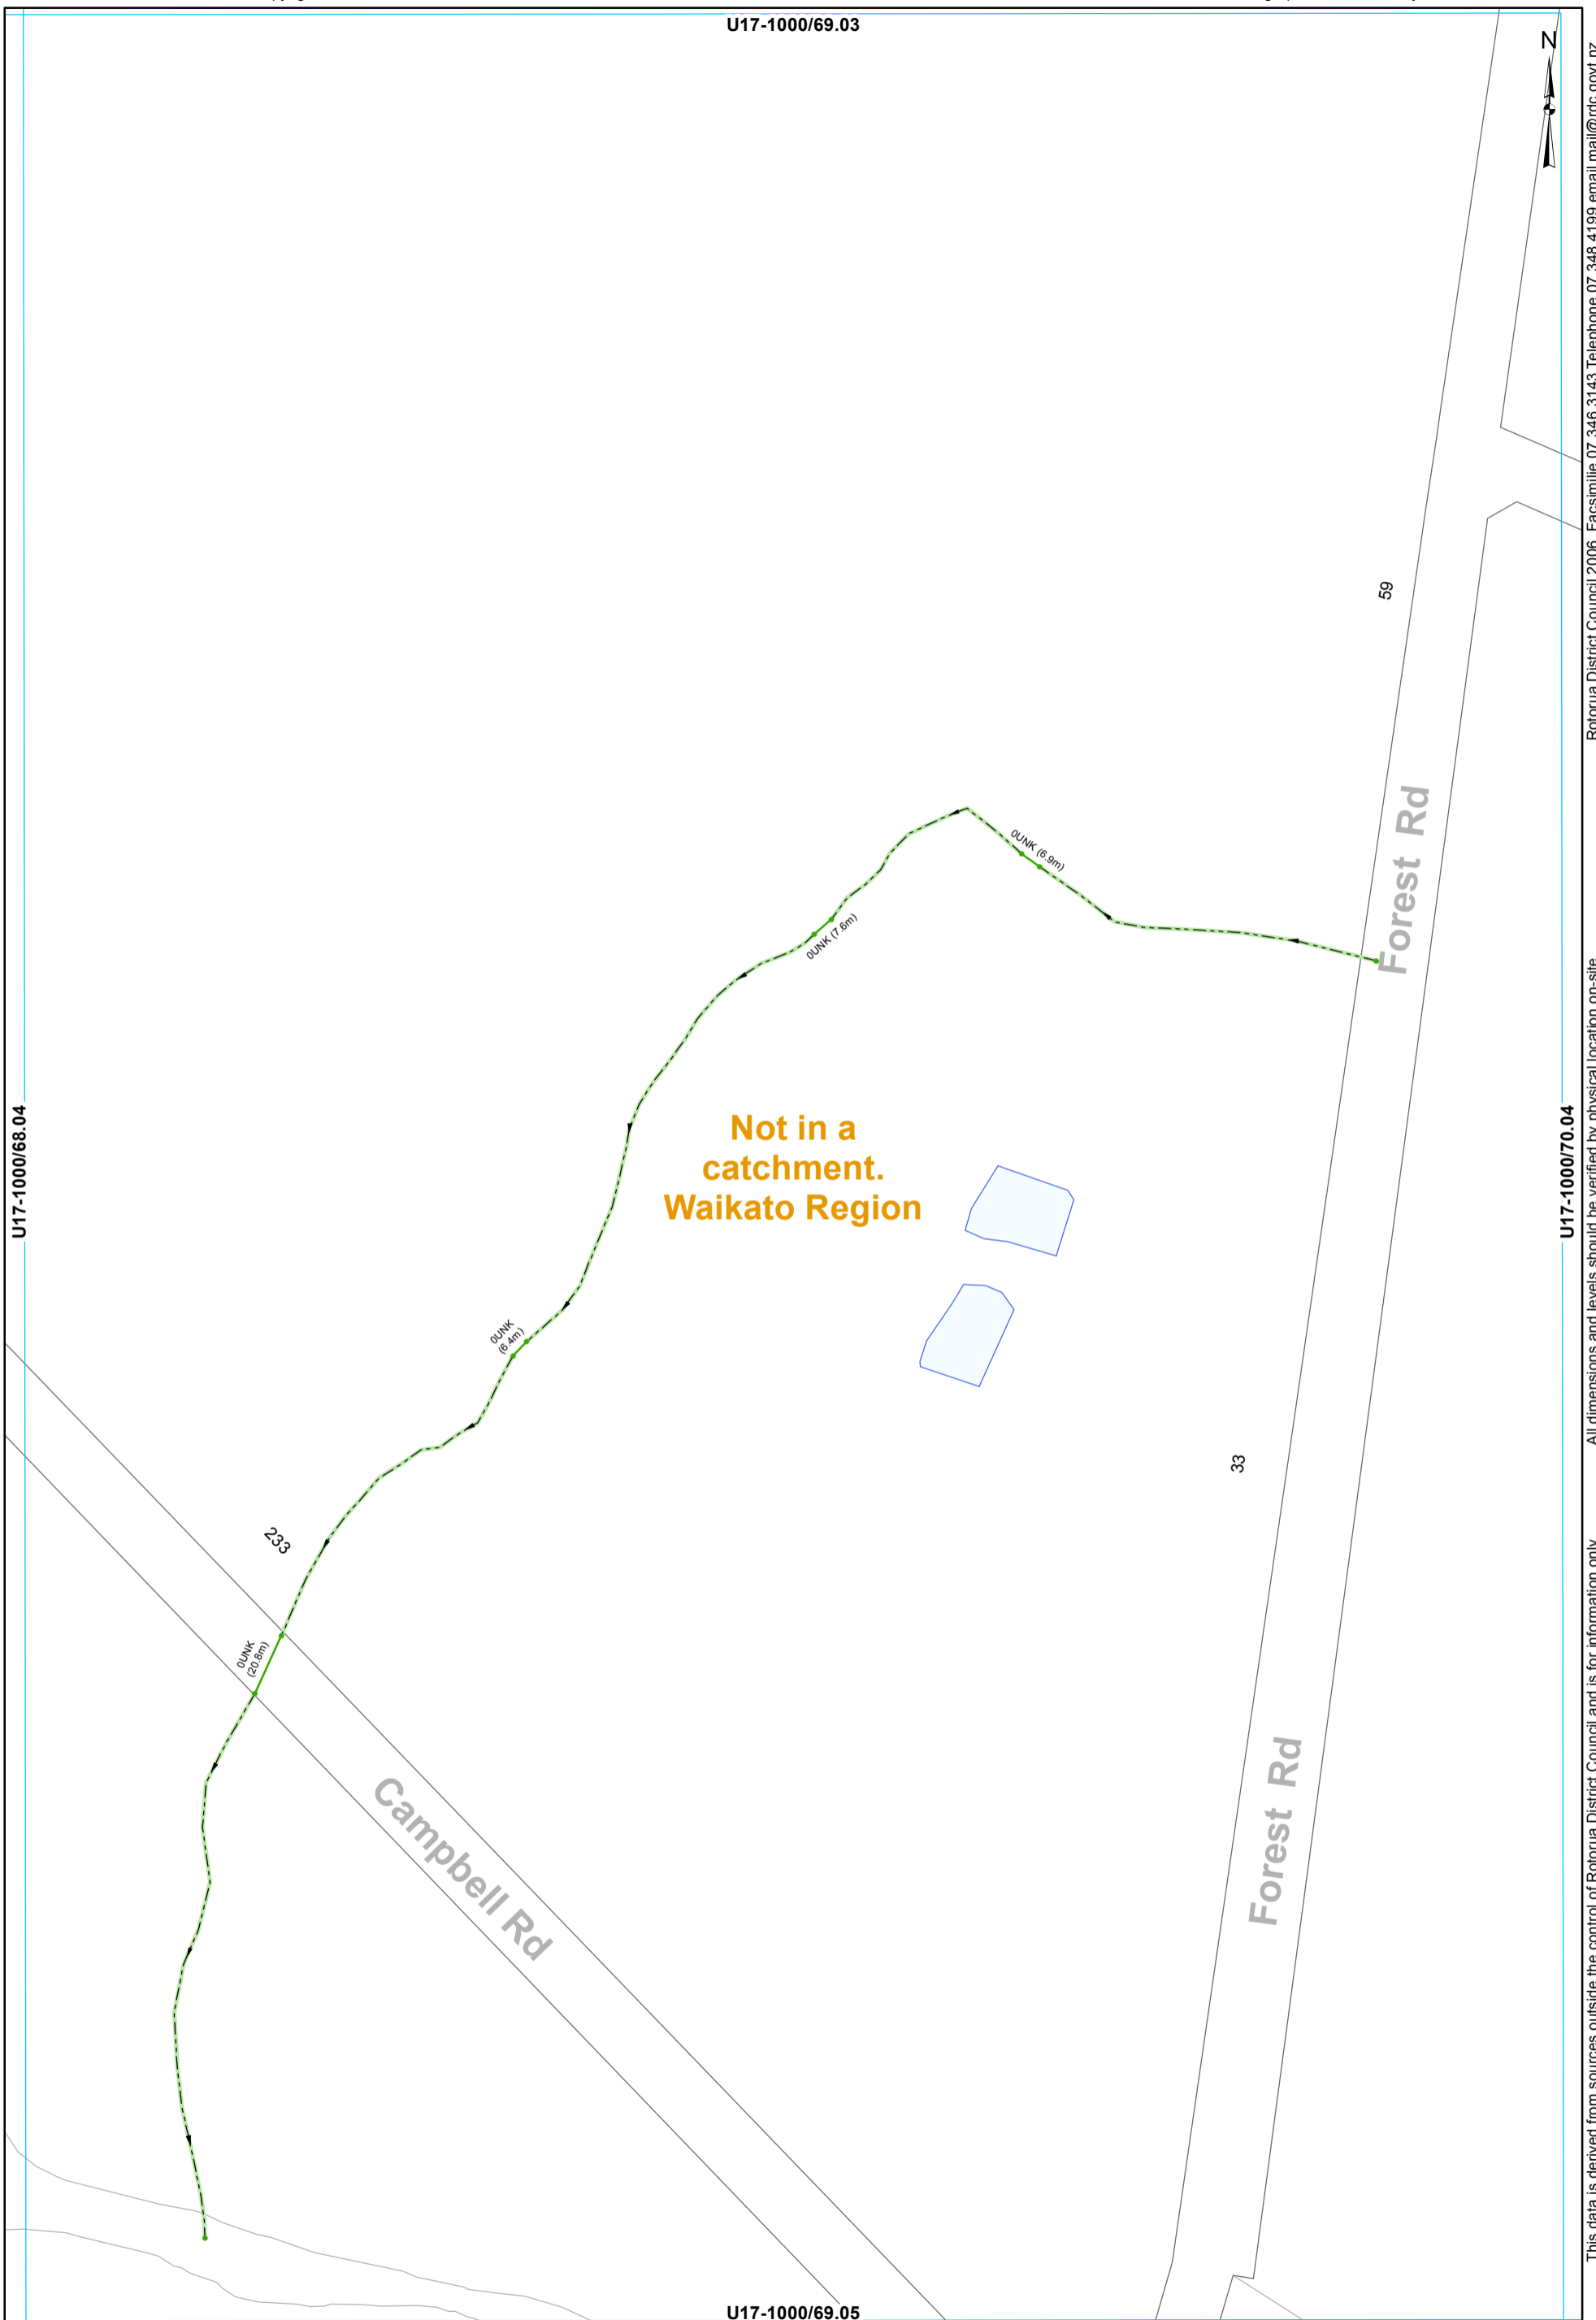 U17-1000/69.03
N
59
Forest Rd
0UNK (6.9m)
0UNK (7.6m)
Not in a
catchment.
Waikato Region
U17-1000/68.04
U17-1000/70.04
0UNK
(6.4m)
33
233
0UNK
(20.8m)
Campbell Rd
Forest Rd
U17-1000/69.05
Rotorua District Council 2006 Facsimilie 07 346 3143 Telephone 07 348 4199 email mail@rdc.govt.nz
All dimensions and levels should be verified by physical location on-site
This data is derived from sources outside the control of Rotorua District Council and is for information only